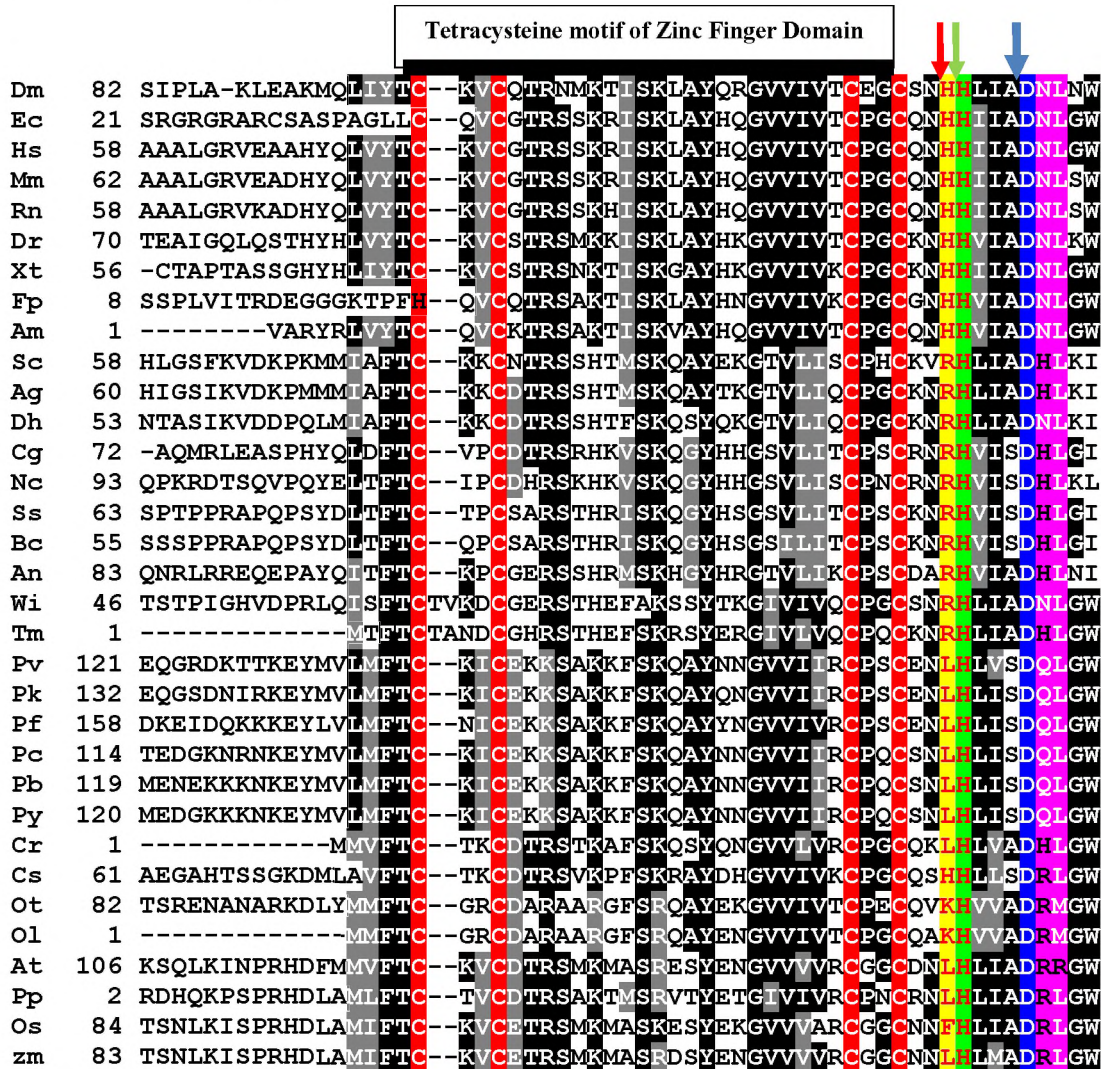 Tetracysteine motif of Zinc Finger Domain
Dm 82 SIPLA-KLEAKMQLIYTC--KVCQTRNMKTISKLAYQRGVVIVTCEGCSNHHLIADNLNW
Ec 21 SRGRGRARCSASPAGLLC--QVCGTRSSKRISKLAYHQGVVIVTCPGCQNHHIIADNLGW
Hs 58 AAALGRVEAAHYQLVYTC--KVCGTRSSKRISKLAYHQGVVIVTCPGCQNHHIIADNLGW
Mm 62 AAALGRVEADHYQLVYTC--KVCGTRSSKRISKLAYHQGVVIVTCPGCQNHHIIADNLSW
Rn 58 AAALGRVKADHYQLVYTC--KVCGTRSSKHISKLAYHQGVVIVTCPGCQNHHIIADNLSW
Dr 70 TEAIGQLQSTHYHLVYTC--KVCSTRSMKKISKLAYHKGVVIVTCPGCKNHHVIADNLKW
Xt 56 -CTAPTASSGHYHLIYTC--KVCSTRSNKTISKGAYHKGVVIVKCPGCKNHHIIADNLGW
Fp 8 SSPLVITRDEGGGKTPFH--QVCQTRSAKTISKLAYHNGVVIVKCPGCGNHHVIADNLGW
Am 1 ---------VARYRLVYTC--QVCKTRSAKTISKVAYHQGVVIVTCPGCQNHHVIADNLGW
Sc 58 HLGSFKVDKPKMMIAFTC--KKCNTRSSHTMSKQAYEKGTVLISCPHCKVRHLIADHLKI
Ag 60 HIGSIKVDKPMMMIAFTC--KKCDTRSSHTMSKQAYTKGTVLIQCPGCKNRHLIADHLKI
Dh 53 NTASIKVDDPQLMIAFTC--KKCDTRSSHTFSKQSYQKGTVLIQCPGCKNRHLIADNLKI
Cg 72 -AQMRLEASPHYQLDFTC--VPCDTRSRHKVSKQGYHHGSVLITCPSCRNRHVISDHLGI
Nc 93 QPKRDTSQVPQYELTFTC--IPCDHRSKHKVSKQGYHHGSVLISCPNCRNRHVISDHLKL
Ss 63 SPTPPRAPQPSYDLTFTC--TPCSARSTHRISKQGYHSGSVLITCPSCKNRHVISDHLGI
Bc 55 SSSPPRAPQPSYDLTFTC--QPCSARSTHRISKQGYHSGSILITCPSCKNRHVISDHLGI
An 83 QNRLRREQEPAYQITFTC--KPCGERSSHRMSKHGYHRGTVLIKCPSCDARHVIADHLNI
Wi 46 TSTPIGHVDPRLQISFTCTVKDCGERSTHEFAKSSYTKGIVIVQCPGCKNRHLIADNLGW
Tm 1 -------------MTFTCTANDCGHRSTHEFSKRSYERGIVLVQCPQCKNRHLIADHLGW
Pv 121 EQGRDKTTKEYMVLMFTC--KICEKKSAKKFSKQAYNNGVVIIRCPSCENLHLVSDQLGW
Pk 132 EQGSDNIRKEYMVLMFTC--KICEKKSAKKFSKQAYQNGVVIIRCPSCENLHLISDQLGW
Pf 158 DKEIDQKKKEYLVLMFTC--NICEKKSAKKFSKQAYYNGVVIVRCPSCENLHLISDQLGW
Pc 114 TEDGKNRNKEYMVLMFTC--KICEKKSAKKFSKQAYNNGVVIIRCPQCSNLHLISDQLGW
Pb 119 MENEKKKNKEYMVLMFTC--KICEKKSAKKFSKQAYNNGVVIIRCPQCSNLHLISDQLGW
Py 120 MEDGKKKNKEYMVLMFTC--KICEKKSAKKFSKQAYNNGVVIIRCPQCSNLHLISDQLGW
Cr 1 ------------MMVFTC--TKCDTRSTKAFSKQSYQNGVVLVRCPGCQKLHLVADHLGW
Cs 61 AEGAHTSSGKDMLAVFTC--TKCDTRSVKPFSKRAYDHGVVIVRCPGCQSHHLLSDRLGW
Ot 82 TSRENANARKDLYMMFTC--GRCDARAARGFSRQAYEKGVVIVTCPECQVKHVVADRMGW
Ol 1 -------------MMFTC--GRCDARAARGFSRQAYENGVVIVTCPGCQAKHVVADRMGW
At 106 KSQLKINPRHDFMMVFTC--KVCDTRSMKMASRESYENGVVVVRCGGCDNLHLIADRRGW
Pp 2 RDHQKPSPRHDLAMLFTC--TVCDTRSAKTMSRVTYETGIVIVRCPNCRNLHLIADRLGW
Os 84 TSNLKISPRHDLAMIFTC--KVCETRSMKMASKESYEKGVVVARCGGCNNFHLIADRLGW
zm 83 TSNLKISPRHDLAMIFTC--KVCETRSMKMASRDSYENGVVVVRCGGCNNLHLMADRLGW